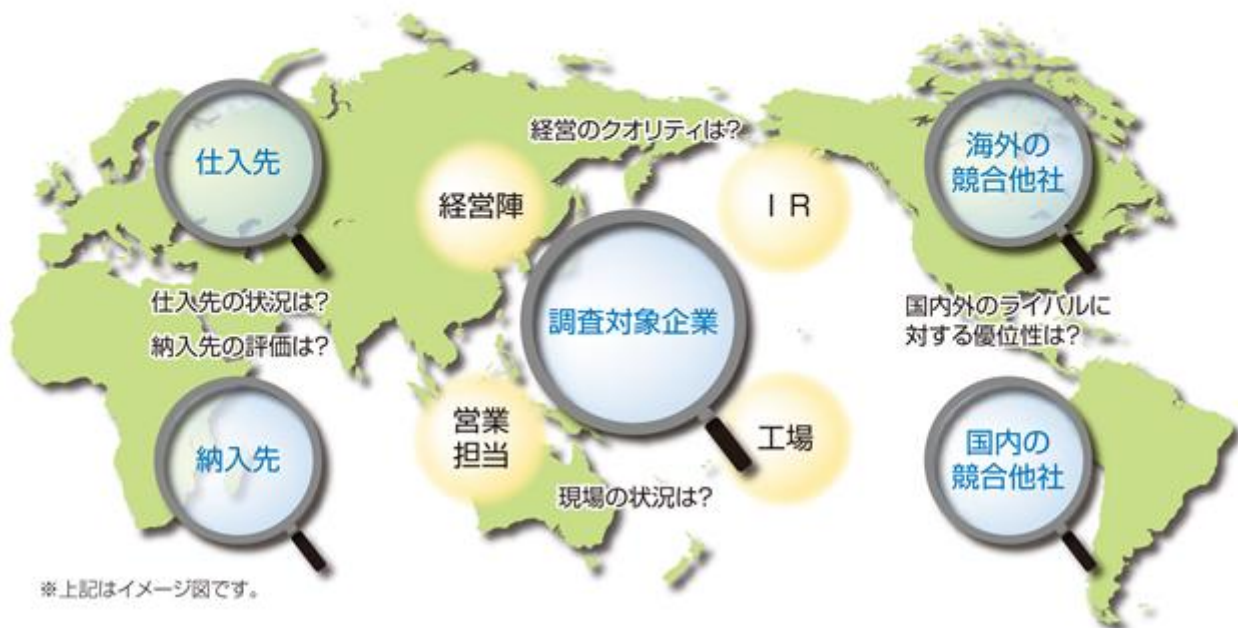 経営のクオリティは?
仕入先
経営陣
I R
海外の
競合他社
仕入先の状況は?
納入先の評価は?
調査対象企業
国内外のライバルに
対する優位性は?
納入先
営業
担当
工場
国内の
競合他社
現場の状況は?
※上記はイメージ図です。